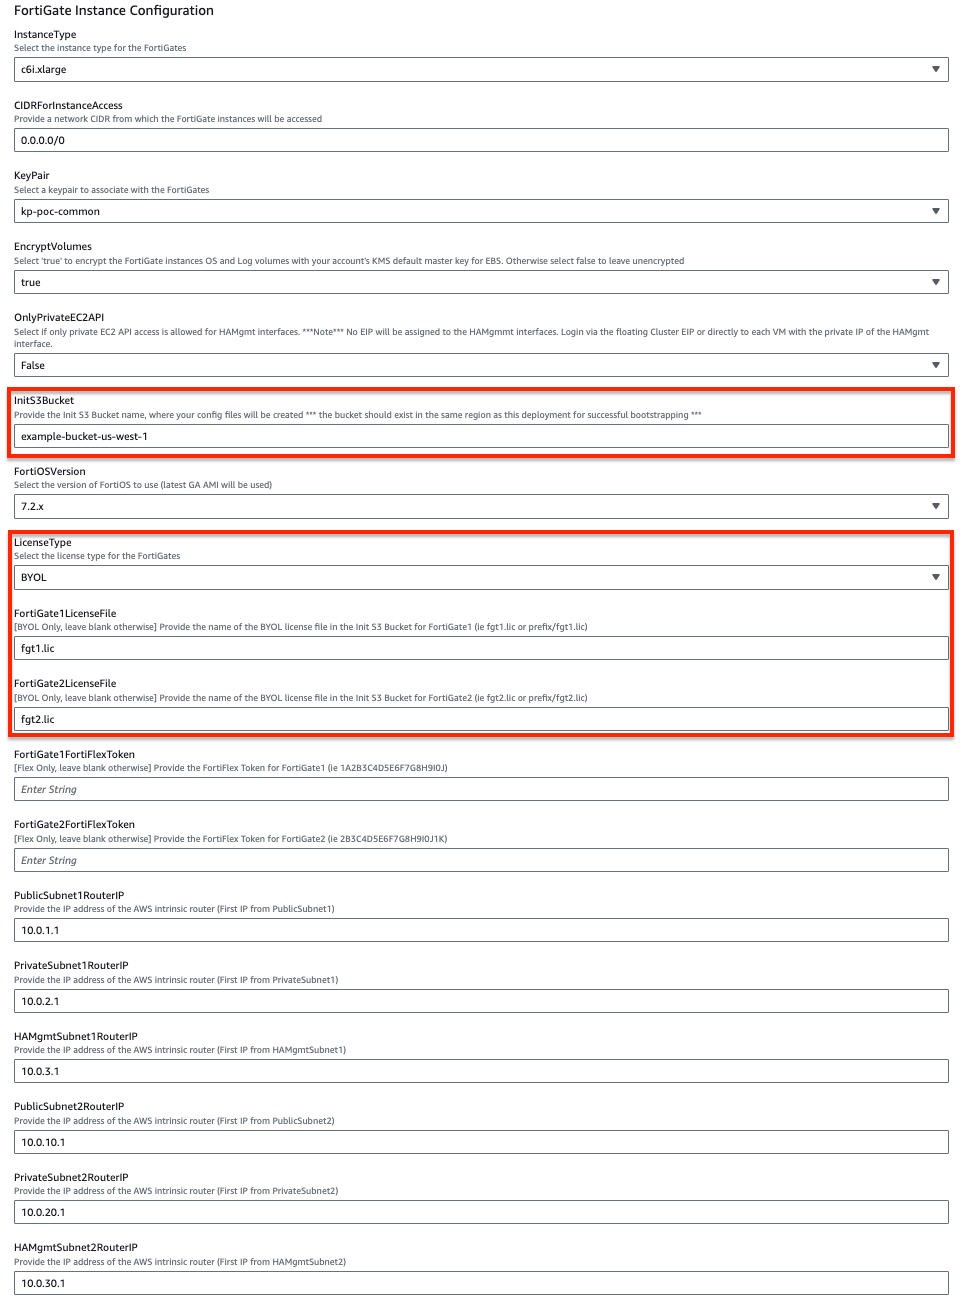 FortiGate Instance Configuration
InstanceType
Select the instance type for the FortiGates
c6i.xlarge
CIDRForInstanceAccess
Provide a network CIDR from which the FortiGate instances will be accessed
0.0.0.0/0
KeyPair
Select a keypair to associate with the FortiGates
kp-poc-common
EncryptVolumes
Select 'true' to encrypt the FortiGate instances OS and Log volumes with your account's KMS default master key for EBS. Otherwise select false to leave unencrypted
true
OnlyPrivateEC2API
Select if only private EC2 API access is allowed for HAMgmt interfaces. ***Note*** No EIP will be assigned to the HAMgmmt interfaces. Login via the floating Cluster EIP or directly to each VM with the private IP of the HAMgmt
interface.
False
InitS3Bucket
Provide the Init S3 Bucket name, where your config files will be created *** the bucket should exist in the same region as this deployment for successful bootstrapping ***
example-bucket-us-west-1
FortiOSVersion
Select the version of FortiOS to use (latest GA AMI will be used)
7.2.x
LicenseType
Select the license type for the FortiGates
BYOL
FortiGate1LicenseFile
[BYOL Only, leave blank otherwise] Provide the name of the BYOL license file in the Init S3 Bucket for FortiGate1 (ie fgt1.lic or prefix/fgt1.lic)
fgt1.lic
FortiGate2LicenseFile
[BYOL Only, leave blank otherwise] Provide the name of the BYOL license file in the Init S3 Bucket for FortiGate2 (ie fgt2.lic or prefix/fgt2.lic)
fgt2.lic
FortiGate1FortiFlexToken
[Flex Only, leave blank otherwise] Provide the FortiFlex Token for FortiGate1 (ie 1A2B3C4D5E6F7G8H9I0J)
Enter String
FortiGate2FortiFlexToken
[Flex Only, leave blank otherwise] Provide the FortiFlex Token for FortiGate2 (ie 2B3C4D5E6F7G8H9I0J1K)
Enter String
PublicSubnet1RouterIP
Provide the IP address of the AWS intrinsic router (First IP from PublicSubnet1)
10.0.1.1
PrivateSubnet1RouterIP
Provide the IP address of the AWS intrinsic router (First IP from PrivateSubnet1)
10.0.2.1
HAMgmtSubnet1RouterIP
Provide the IP address of the AWS intrinsic router (First IP from HAMgmtSubnet1)
10.0.3.1
PublicSubnet2RouterIP
Provide the IP address of the AWS intrinsic router (First IP from PublicSubnet2)
10.0.10.1
PrivateSubnet2RouterIP
Provide the IP address of the AWS intrinsic router (First IP from PrivateSubnet2)
10.0.20.1
HAMgmtSubnet2RouterIP
Provide the IP address of the AWS intrinsic router (First IP from HAMgmtSubnet2)
10.0.30.1